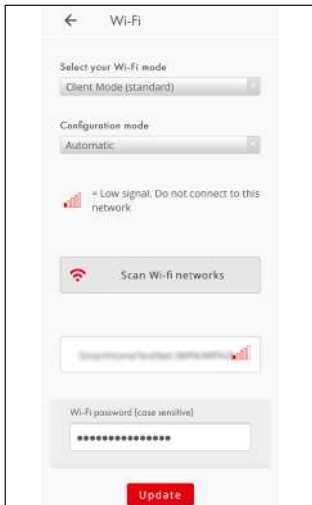 Wi-Fi
Select your Wi-Fi mode
Client Mode (standard)
Configuration mode
Automatic
= Low signal. Do not connect to this
network
Scan Wi-fi networks
Wi-Fi password (case sensitive)
•••••••••••••••
Update